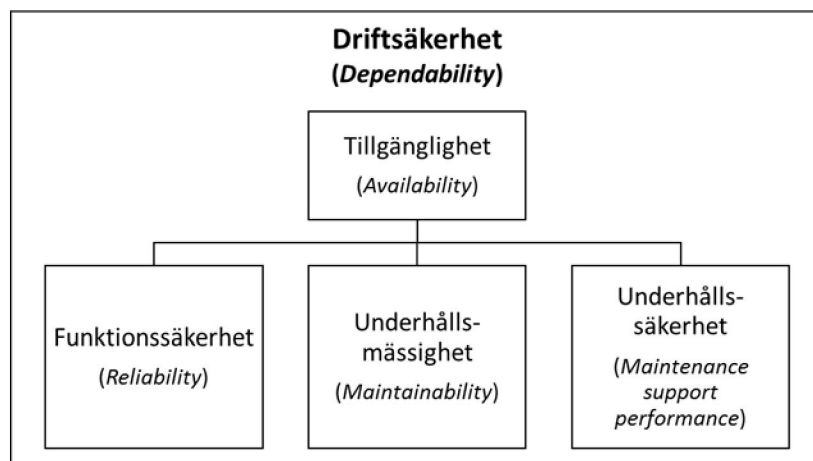 Driftsäkerhet
(Dependability)
Tillgänglighet
(Availability)
Funktionssäkerhet
(Reliability)
Underhålls-
mässighet
(Maintainability)
Underhålls-
säkerhet
(Maintenance
support
performance)